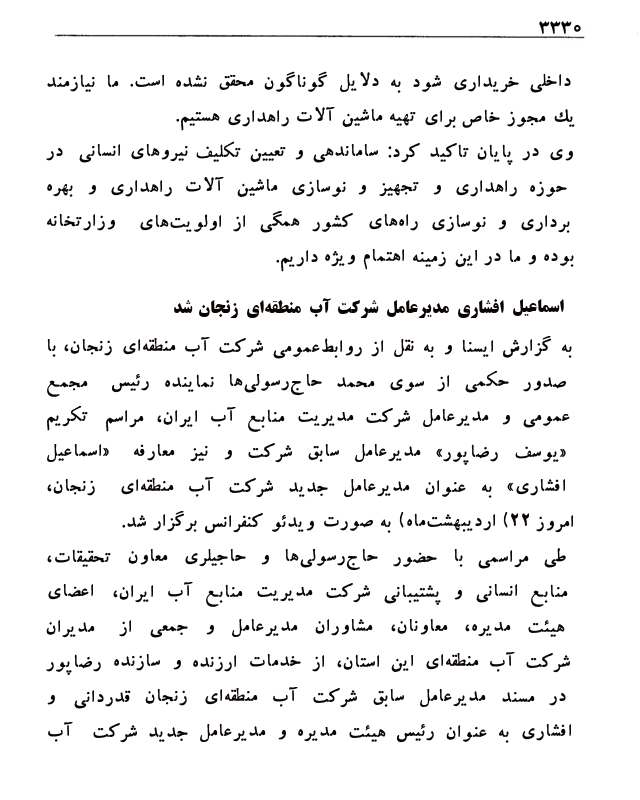 ۳۳۳۰
داخلی خریداری شود به دلایل گوناگون محقق نشده است. ما نیازمند
یك مجوز خاص برای تهیه ماشین آلات راهداری هستیم.
وی در پایان تاکید کرد: ساماندهی و تعیین تکلیف نیروهای انسانی در
حوزه راهداری و تجهیز و نوسازی ماشین آلات راهداری و بهره
برداری و نوسازی راه‌های کشور همگی از اولویت‌های وزارتخانه
بوده و ما در این زمینه اهتمام ویژه داریم.
اسماعیل افشاری مدیرعامل شرکت آب منطقه‌ای زنجان شد
به گزارش ایسنا و به نقل از روابط‌عمومی شرکت آب منطقه‌ای زنجان، با
صدور حکمی از سوی محمد حاج‌رسولی‌ها نماینده رئیس مجمع
عمومی و مدیرعامل شرکت مدیریت منابع آب ایران، مراسم تکریم
«یوسف رضاپور» مدیرعامل سابق شرکت و نیز معارفه «اسماعیل
افشاری» به عنوان مدیرعامل جدید شرکت آب منطقه‌ای زنجان،
امروز ۲۲) اردیبهشت‌ماه) به صورت ویدئو کنفرانس برگزار شد.
طی مراسمی با حضور حاج‌رسولی‌ها و حاجیلری معاون تحقیقات،
منابع انسانی و پشتیبانی شرکت مدیریت منابع آب ایران، اعضای
هیئت مدیره، معاونان، مشاوران مدیرعامل و جمعی از مدیران
شرکت آب منطقه‌ای این استان، از خدمات ارزنده و سازنده رضاپور
در مسند مدیرعامل سابق شرکت آب منطقه‌ای زنجان قدردانی و
افشاری به عنوان رئیس هیئت مدیره و مدیرعامل جدید شرکت آب